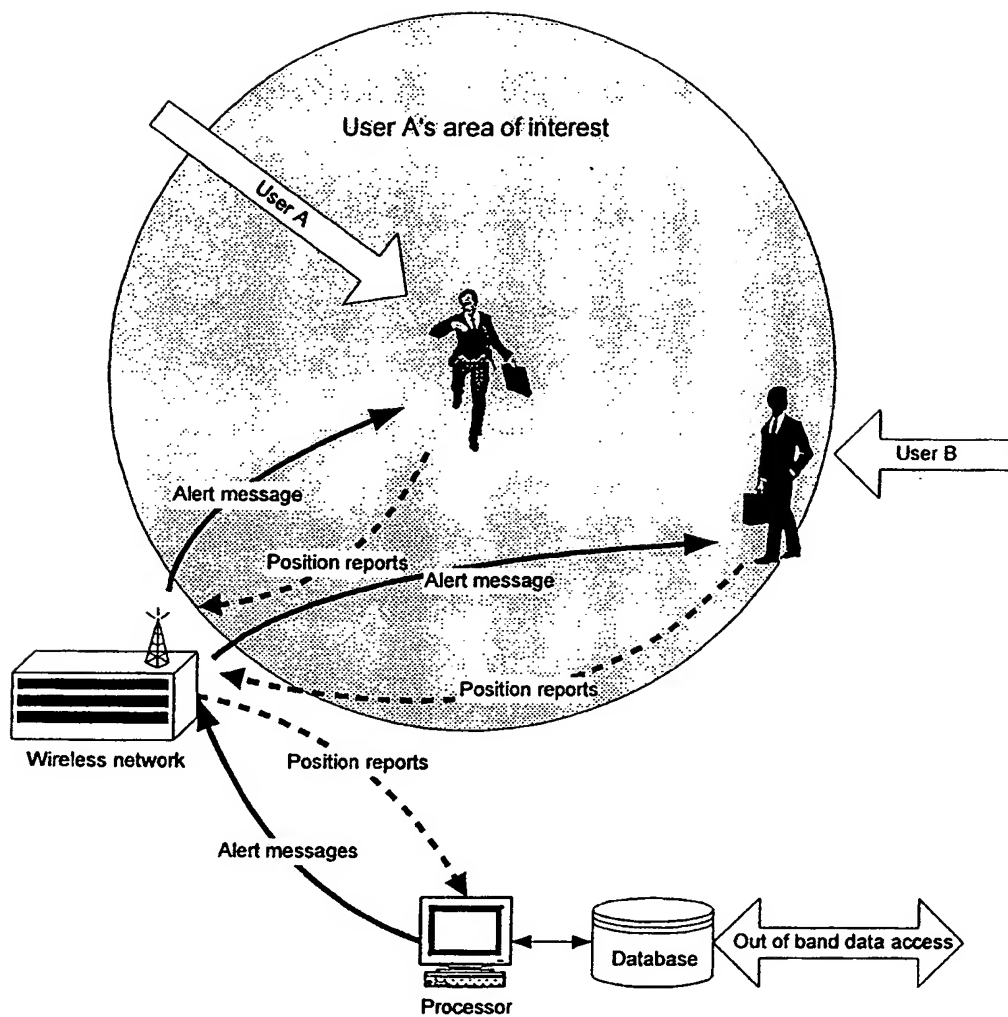 User A's area of interest
User A
User B
Alert message
Position reports
Alert message
Position reports
Wireless network
Position reports
Alert messages
Processor
Database
Out of band data access